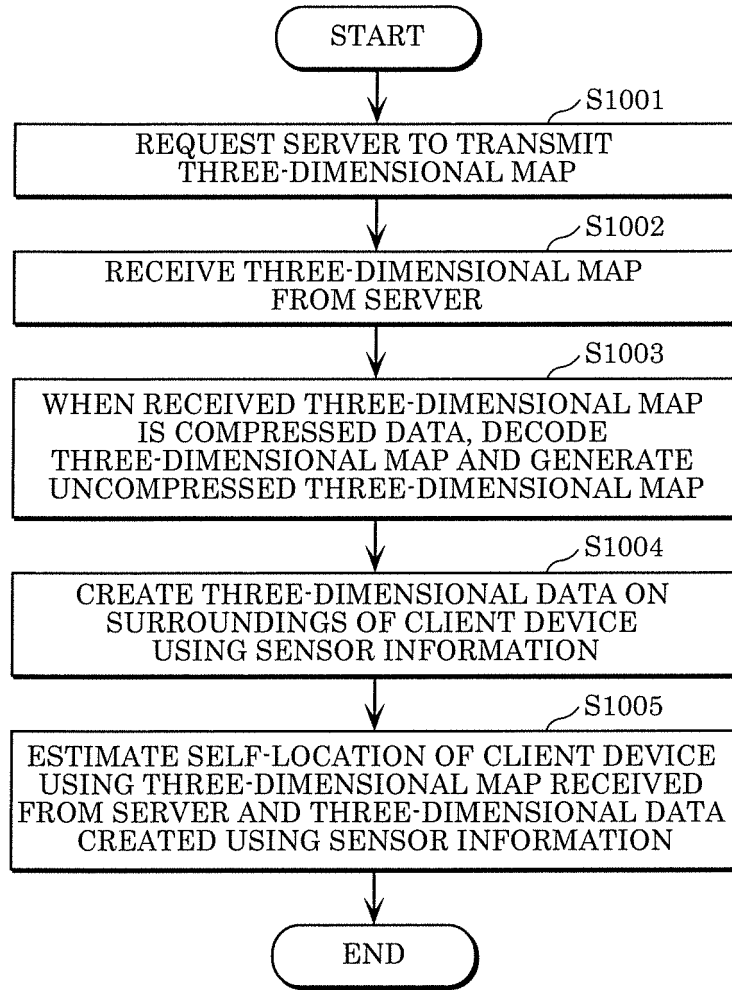 START
S1001
REQUEST SERVER TO TRANSMIT
THREE-DIMENSIONAL MAP
S1002
RECEIVE THREE-DIMENSIONAL MAP
FROM SERVER
S1003
WHEN RECEIVED THREE-DIMENSIONAL MAP
IS COMPRESSED DATA, DECODE
THREE-DIMENSIONAL MAP AND GENERATE
UNCOMPRESSED THREE-DIMENSIONAL MAP
S1004
CREATE THREE-DIMENSIONAL DATA ON
SURROUNDINGS OF CLIENT DEVICE
USING SENSOR INFORMATION
S1005
ESTIMATE SELF-LOCATION OF CLIENT DEVICE
USING THREE-DIMENSIONAL MAP RECEIVED
FROM SERVER AND THREE-DIMENSIONAL DATA
CREATED USING SENSOR INFORMATION
END